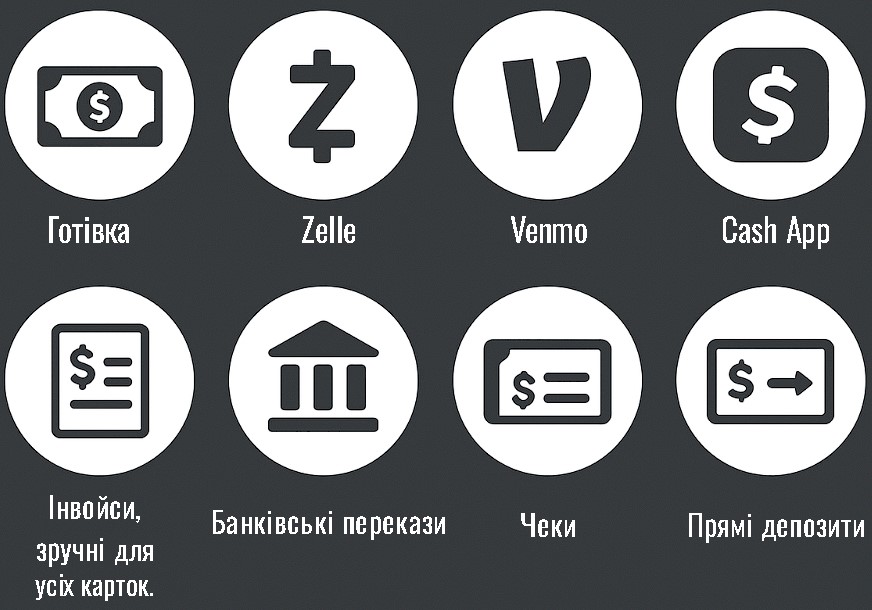 Готівка
Zelle
Venmo
Cash App
Інвойси,
зручні для
усіх карток.
Банківські перекази
Чеки
Прямі депозити